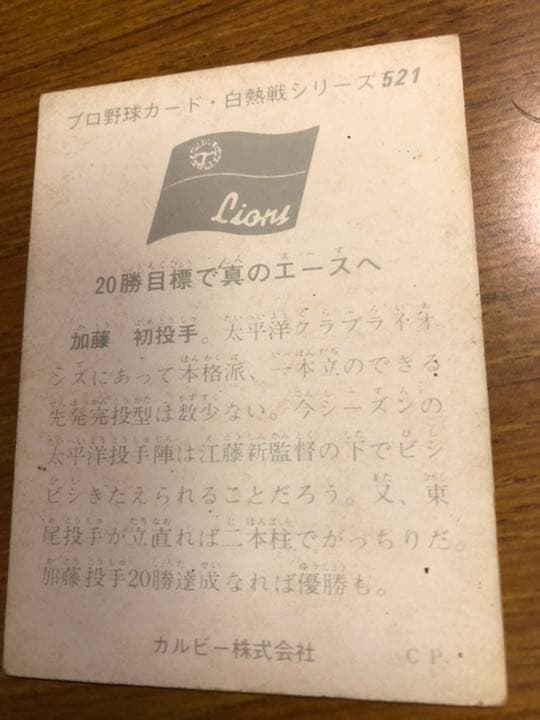 プロ野球カード・白熱戦シリーズ521
Lions
20勝目標で真のエースへ
加藤 初投手。太平洋クラブライオ
ンズにあって本格派、一本立のできる
先発完投型は数少ない。今シーズンの
太平洋投手陣は江藤新監督の下でビシ
ビシきたえられることだろう。又、東
尾投手が立直れば二本柱でがっちりだ。
加藤投手20勝達成なれば優勝も。
カルビー株式会社
C P.